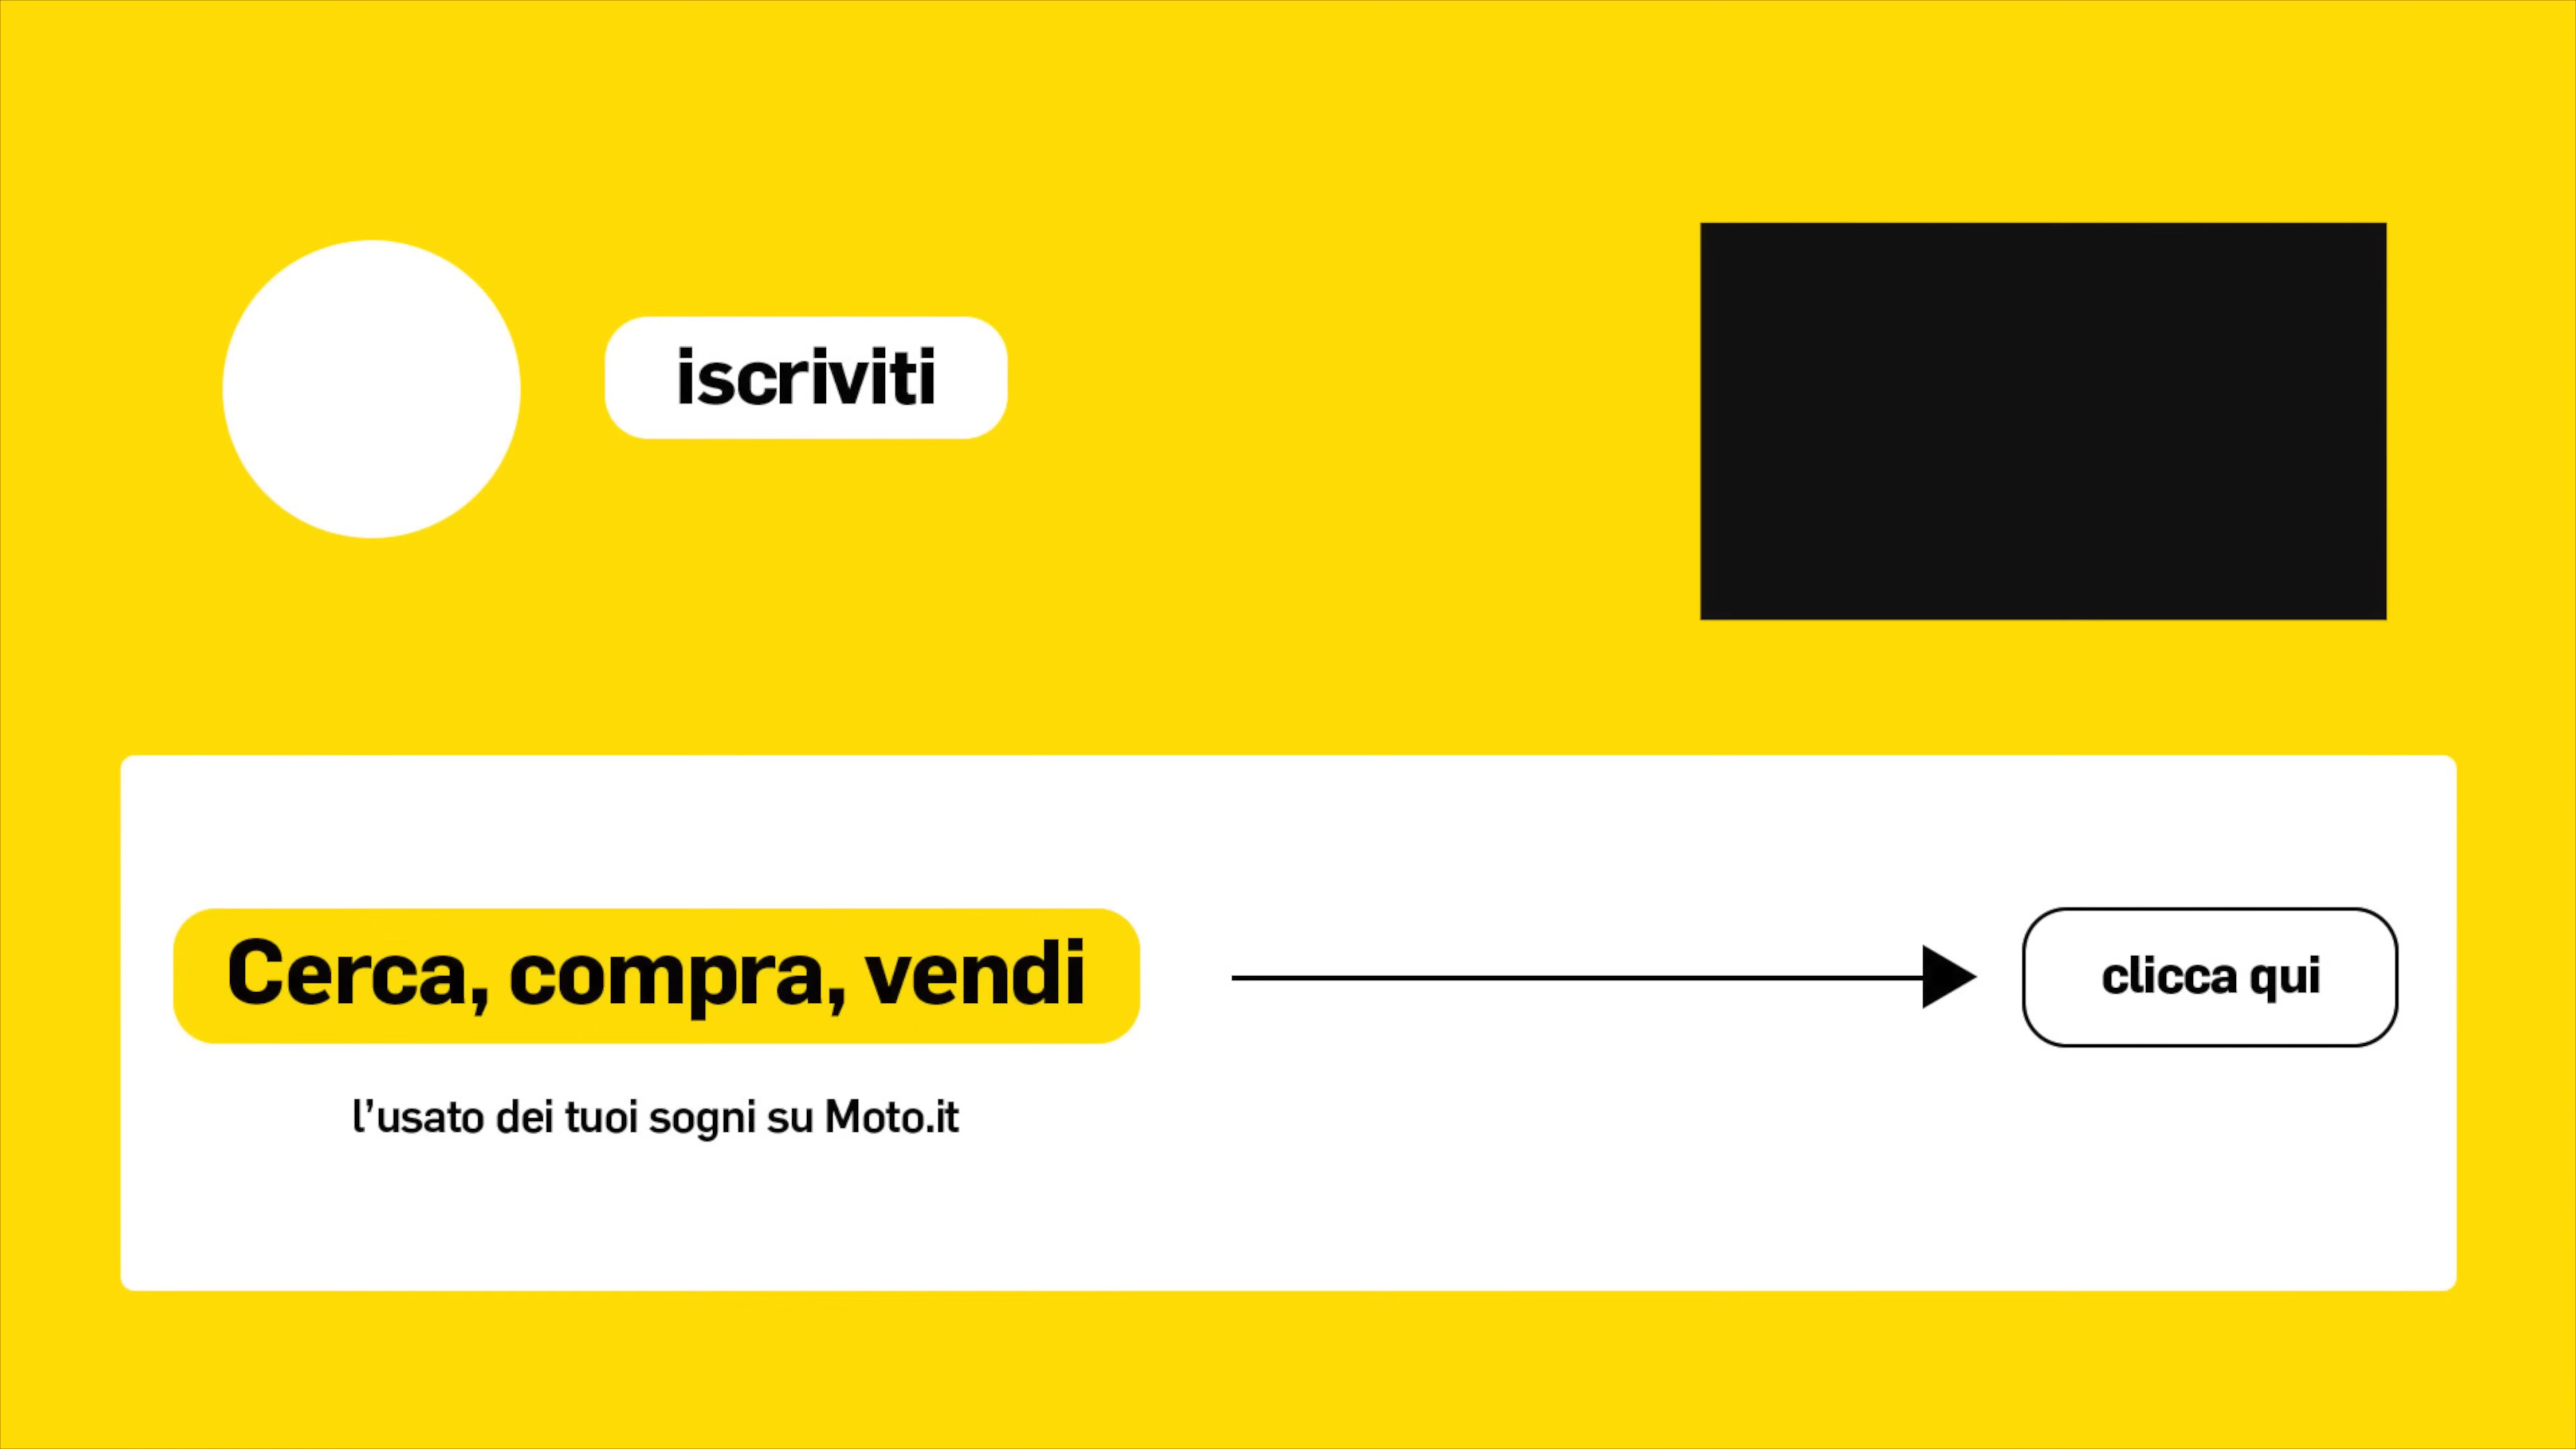 iscriviti
Cerca, compra, vendi
clicca qui
l’usato dei tuoi sogni su Moto.it